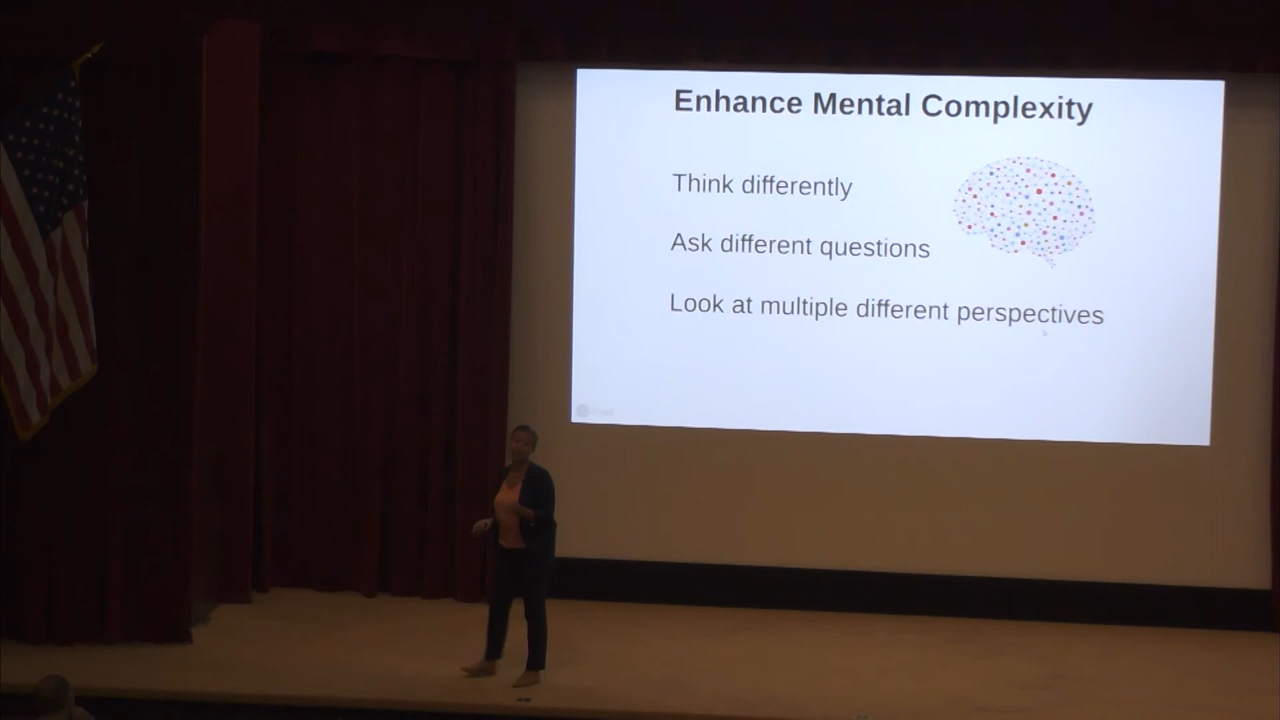 Enhance Mental Complexity
Think differently
Ask different questions
Look at multiple different perspectives